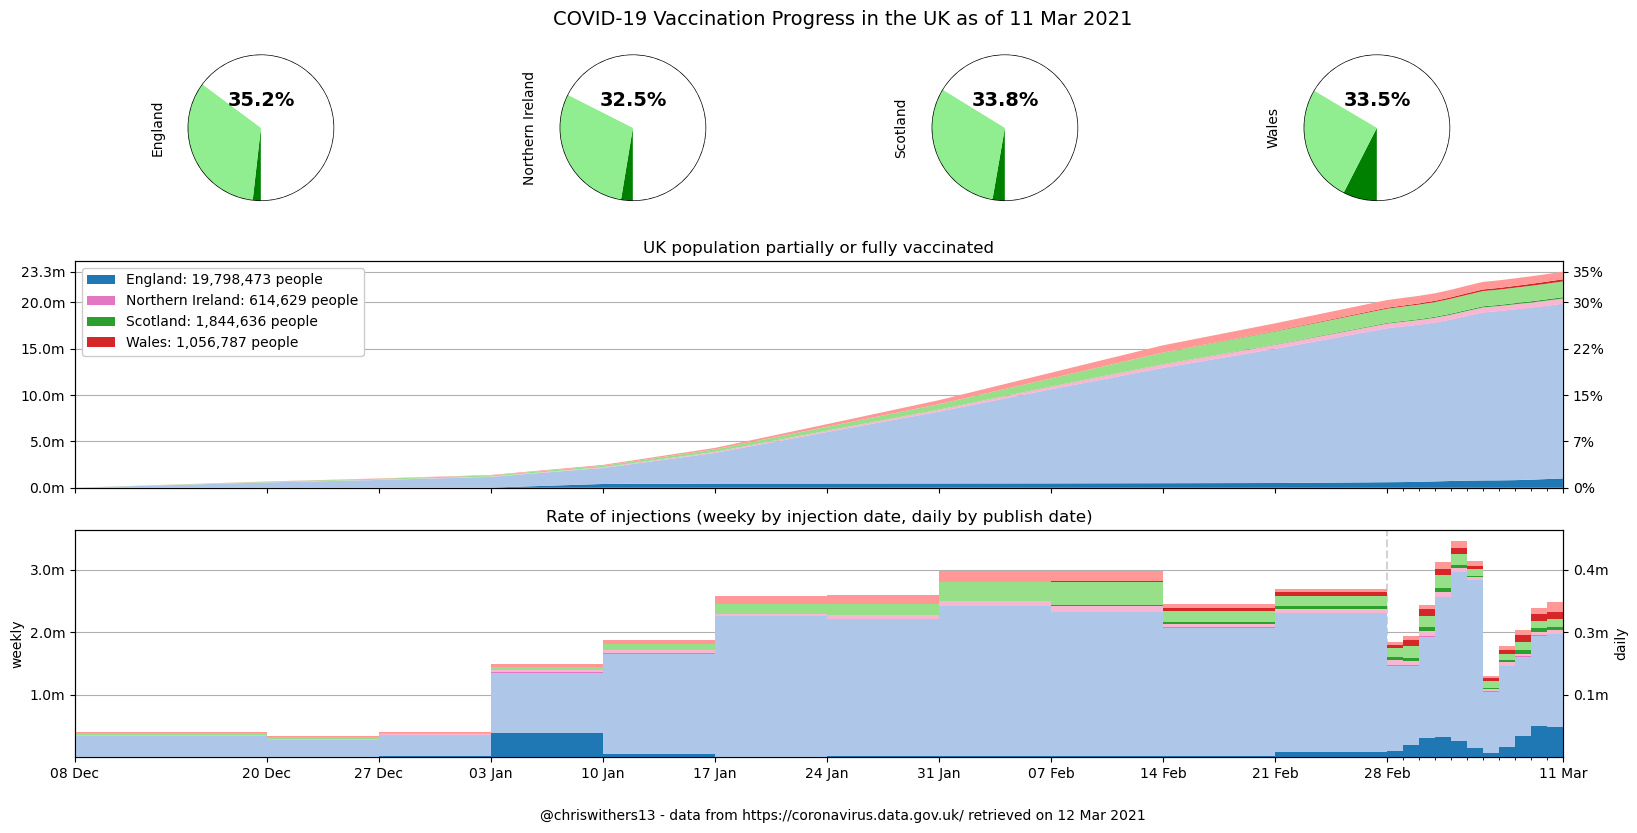 COVID-19 Vaccination Progress in the UK as of 11 Mar 2021
England
35.2%
Northern Ireland
32.5%
Scotland
33.8%
Wales
33.5%
UK population partially or fully vaccinated
23.3m
20.0m
15.0m
10.0m
5.0m
0.0m
England: 19,798,473 people
Northern Ireland: 614,629 people
Scotland: 1,844,636 people
Wales: 1,056,787 people
35%
30%
22%
15%
7%
0%
Rate of injections (weeky by injection date, daily by publish date)
weekly
3.0m
2.0m
1.0m
0.4m
0.3m
0.1m
daily
08 Dec 20 Dec 27 Dec 03 Jan 10 Jan 17 Jan 24 Jan 31 Jan 07 Feb 14 Feb 21 Feb 28 Feb 11 Mar
@chriswithers13 - data from https://coronavirus.data.gov.uk/ retrieved on 12 Mar 2021